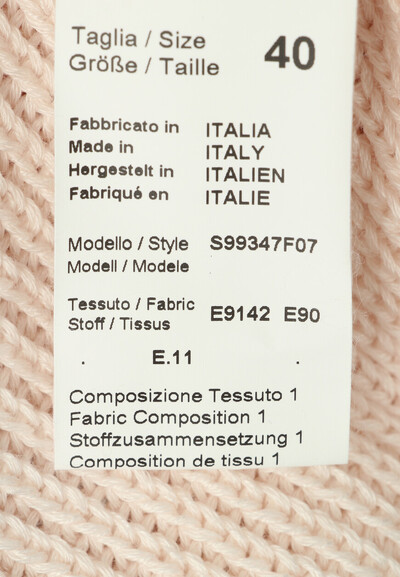 Taglia / Size 40
Größe / Taille
Fabbricato in ITALIA
Made in ITALY
Hergestelt in ITALIEN
Fabriqué en ITALIE
Modello / Style S99347F07
Modell / Modele
Tessuto / Fabric E9142 E90
Stoff / Tissus
. E.11 .
Composizione Tessuto 1
Fabric Composition 1
Stoffzusammensetzung 1
Composition de tissu 1